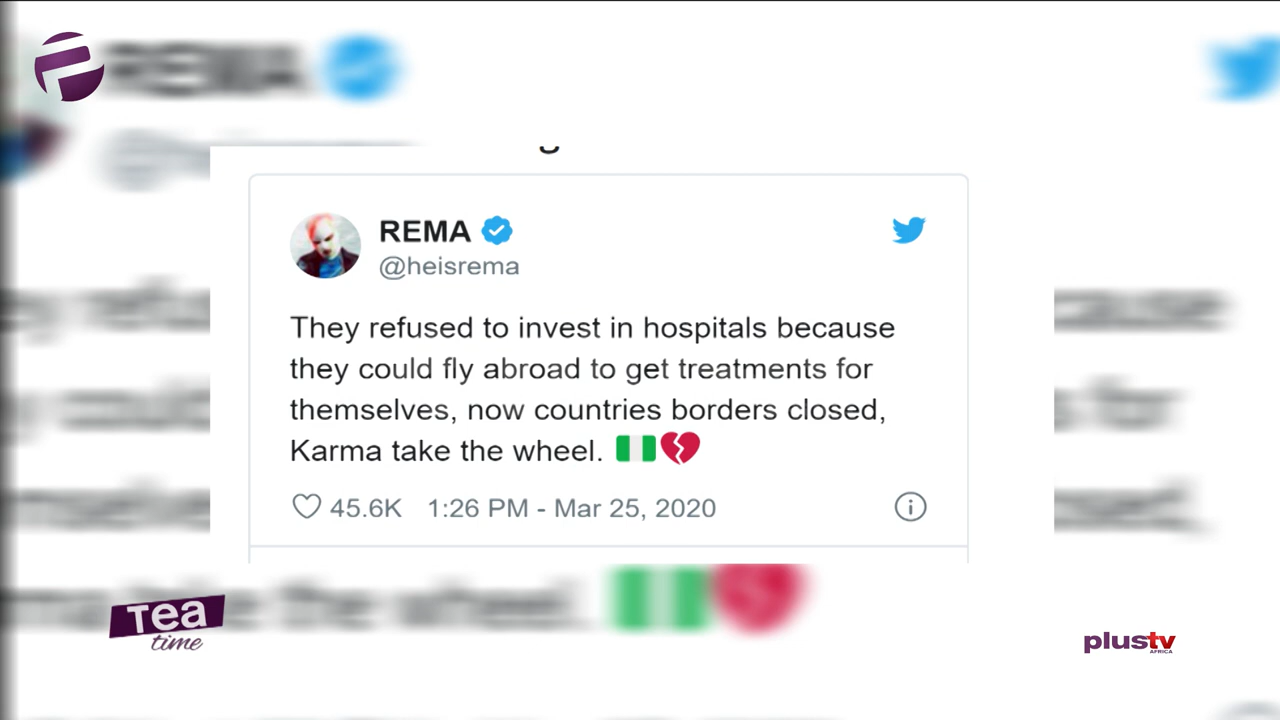 REMA
REMA
@heisrema
They refused to invest in hospitals because
they could fly abroad to get treatments for
themselves, now countries borders closed,
Karma take the wheel. 🇳🇬💔
45.6K 1:26 PM - Mar 25, 2020
Tea
time
plustv
AFRICA